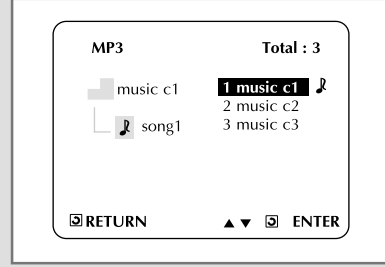 MP3 Total : 3
music c1 1 music c1
2 music c2
song1 3 music c3
RETURN ▲ ▼ ENTER